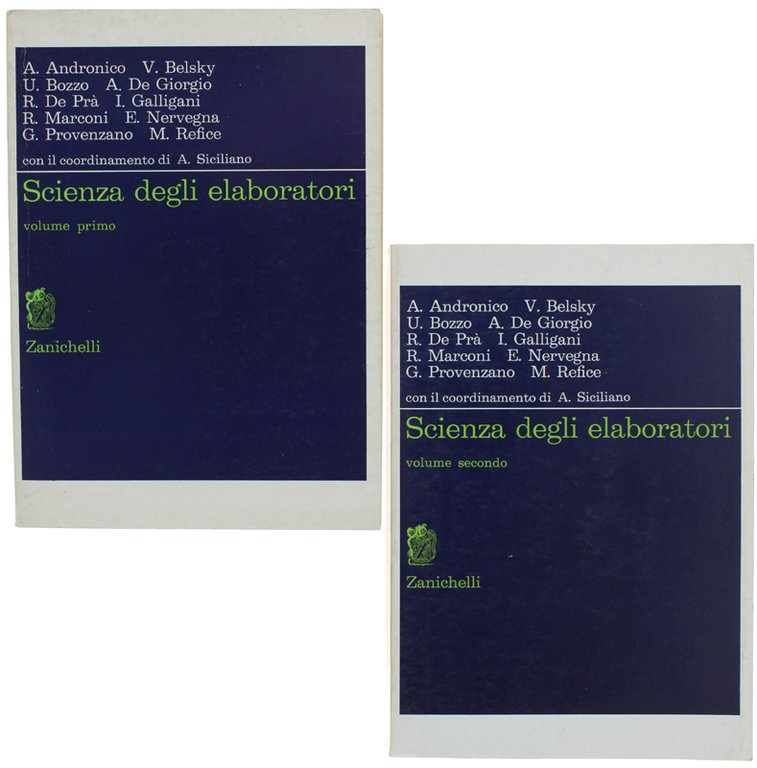 A. Andronico V. Belsky
U. Bozzo A. De Giorgio
R. De Prà I. Galligani
R. Marconi E. Nervegna
G. Provenzano M. Refice
con il coordinamento di A. Siciliano
Scienza degli elaboratori
volume primo
Zanichelli
A. Andronico V. Belsky
U. Bozzo A. De Giorgio
R. De Prà I. Galligani
R. Marconi E. Nervegna
G. Provenzano M. Refice
con il coordinamento di A. Siciliano
Scienza degli elaboratori
volume secondo
Zanichelli